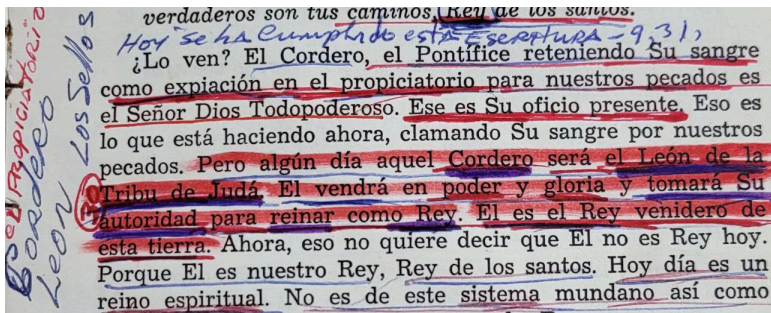 verdaderos son tus caminos, Rey de los santos.
Hoy se ha Cumplido esta Escratura - 9,31,
¿Lo ven? El Cordero, el Pontífice reteniendo Su sangre
como expiación en el propiciatorio para nuestros pecados es
el Señor Dios Todopoderoso. Ese es Su oficio presente. Eso es
lo que está haciendo ahora, clamando Su sangre por nuestros
pecados. Pero algún día aquel Cordero será el León de la
Tribu de Judá. El vendrá en poder y gloria y tomará Su
autoridad para reinar como Rey. El es el Rey venidero de
esta tierra. Ahora, eso no quiere decir que El no es Rey hoy.
Porque El es nuestro Rey, Rey de los santos. Hoy día es un
reino espiritual. No es de este sistema mundano así como
el PROPICIATORIO
CORDERO
LEON LOS Sellos